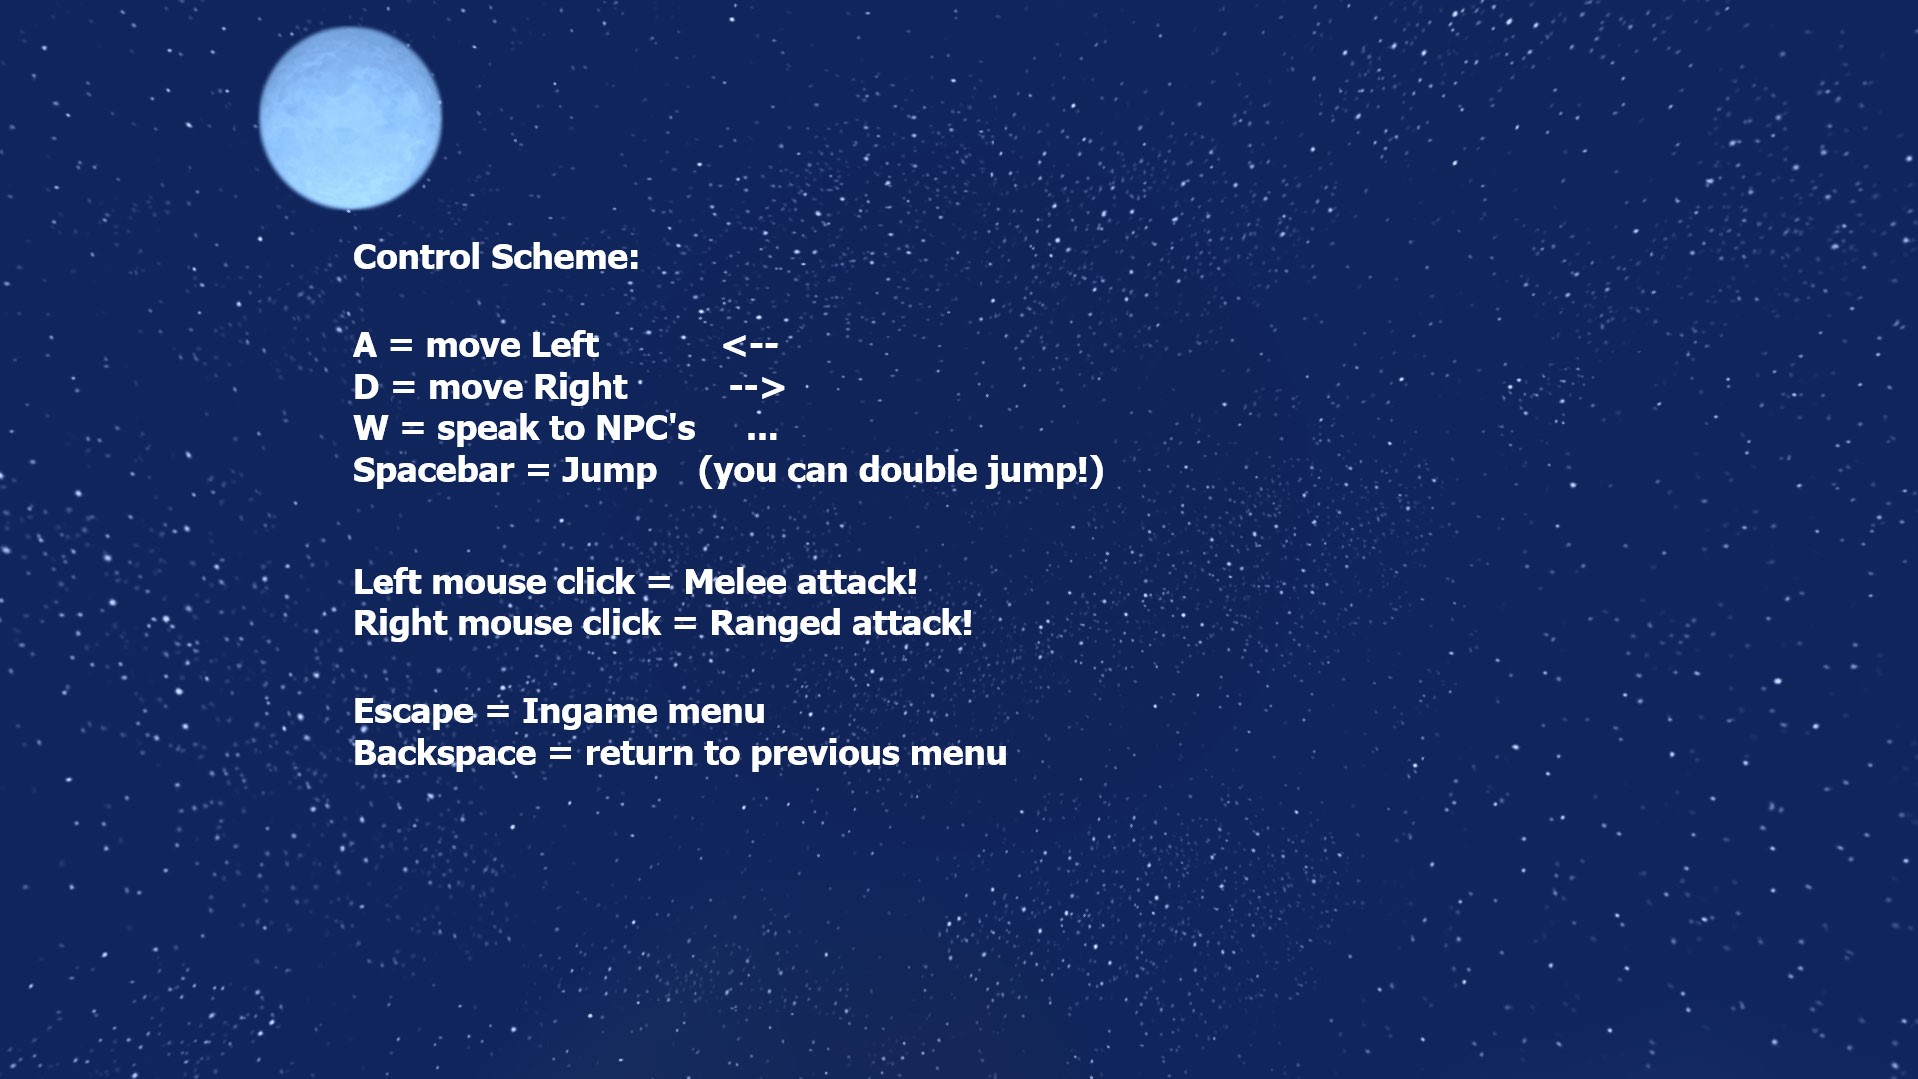 Control Scheme:
A = move Left <--
D = move Right -->
W = speak to NPC's ...
Spacebar = Jump (you can double jump!)
Left mouse click = Melee attack!
Right mouse click = Ranged attack!
Escape = Ingame menu
Backspace = return to previous menu